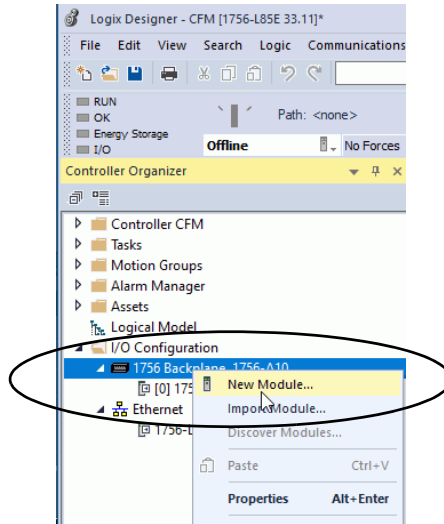 Logix Designer - CFM [1756-L85E 33.11]*
File Edit View Search Logic Communications
RUN
OK
Energy Storage
I/O
Path: <none>
Offline
No Forces
Controller Organizer
Controller CFM
Tasks
Motion Groups
Alarm Manager
Assets
Logical Model
I/O Configuration
1756 Backplane, 1756-A10
[0] 175
New Module...
Import Module...
Ethernet
Discover Modules...
1756-L
Paste Ctrl+V
Properties Alt+Enter